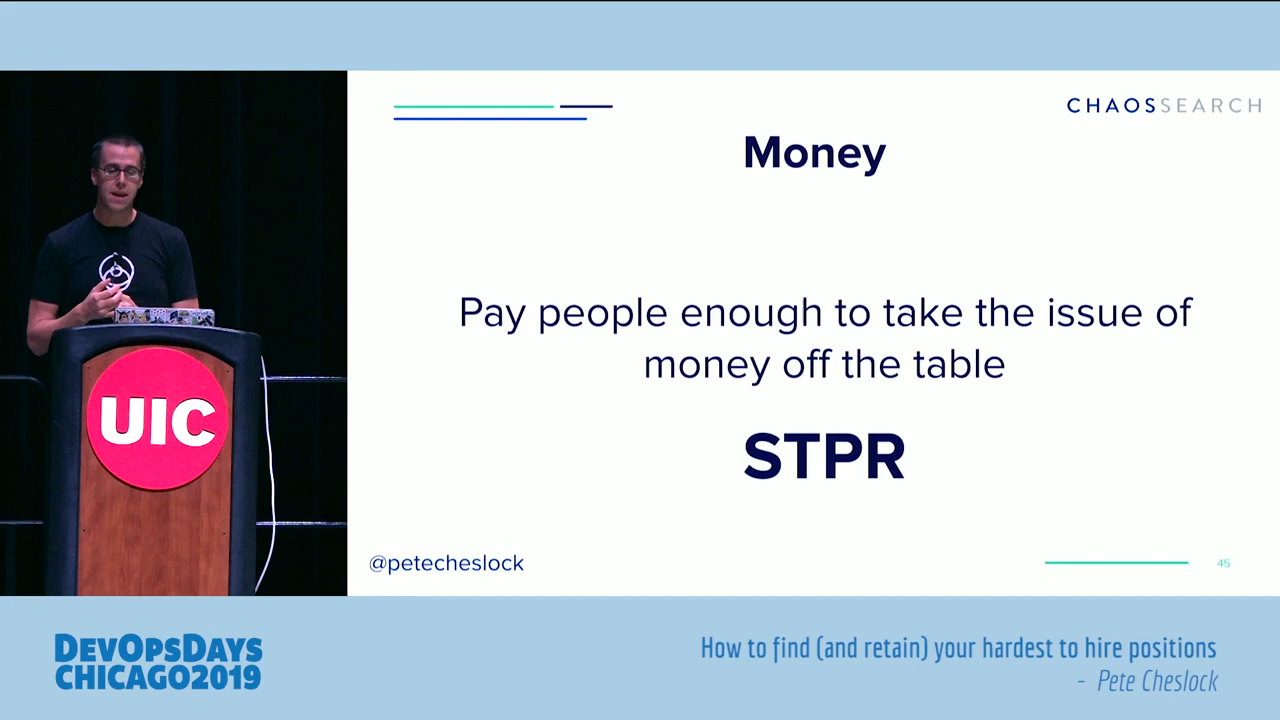 CHAOSSEARCH
Money
Pay people enough to take the issue of
money off the table
STPR
@petecheslock
45
UIC
DEVOPSDAYS
CHICAGO2019
How to find (and retain) your hardest to hire positions
- Pete Cheslock